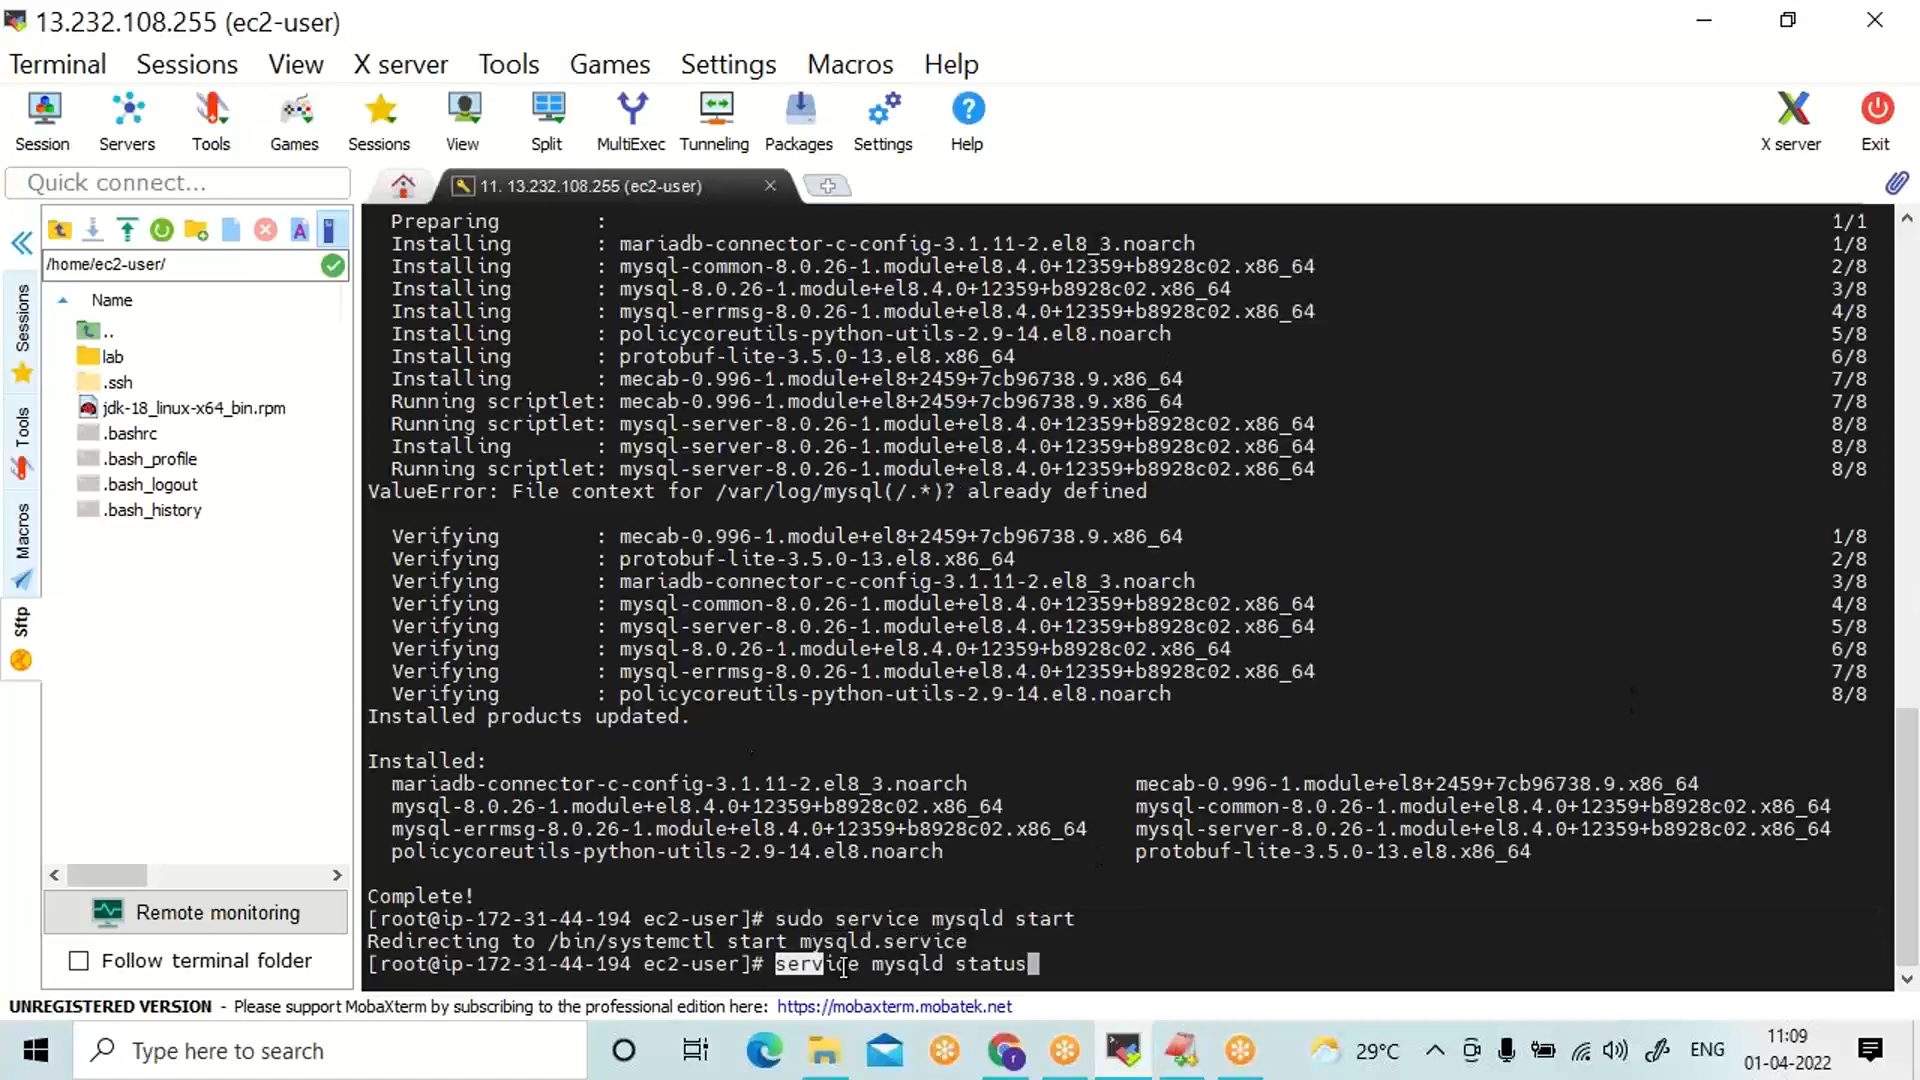 13.232.108.255 (ec2-user)
Terminal Sessions View X server Tools Games Settings Macros Help
Session Servers Tools Games Sessions View Split MultiExec Tunneling Packages Settings Help X server Exit
Quick connect...
11. 13.232.108.255 (ec2-user)
/home/ec2-user/
Name
..
lab
.ssh
jdk-18_linux-x64_bin.rpm
.bashrc
.bash_profile
.bash_logout
.bash_history
Sessions
Tools
Macros
Sftp
Remote monitoring
Follow terminal folder
Preparing : 1/1
Installing : mariadb-connector-c-config-3.1.11-2.el8_3.noarch 1/8
Installing : mysql-common-8.0.26-1.module+el8.4.0+12359+b8928c02.x86_64 2/8
Installing : mysql-8.0.26-1.module+el8.4.0+12359+b8928c02.x86_64 3/8
Installing : mysql-errmsg-8.0.26-1.module+el8.4.0+12359+b8928c02.x86_64 4/8
Installing : policycoreutils-python-utils-2.9-14.el8.noarch 5/8
Installing : protobuf-lite-3.5.0-13.el8.x86_64 6/8
Installing : mecab-0.996-1.module+el8+2459+7cb96738.9.x86_64 7/8
Running scriptlet: mecab-0.996-1.module+el8+2459+7cb96738.9.x86_64 7/8
Running scriptlet: mysql-server-8.0.26-1.module+el8.4.0+12359+b8928c02.x86_64 8/8
Installing : mysql-server-8.0.26-1.module+el8.4.0+12359+b8928c02.x86_64 8/8
Running scriptlet: mysql-server-8.0.26-1.module+el8.4.0+12359+b8928c02.x86_64 8/8
ValueError: File context for /var/log/mysql(/.*)? already defined
Verifying : mecab-0.996-1.module+el8+2459+7cb96738.9.x86_64 1/8
Verifying : protobuf-lite-3.5.0-13.el8.x86_64 2/8
Verifying : mariadb-connector-c-config-3.1.11-2.el8_3.noarch 3/8
Verifying : mysql-common-8.0.26-1.module+el8.4.0+12359+b8928c02.x86_64 4/8
Verifying : mysql-server-8.0.26-1.module+el8.4.0+12359+b8928c02.x86_64 5/8
Verifying : mysql-8.0.26-1.module+el8.4.0+12359+b8928c02.x86_64 6/8
Verifying : mysql-errmsg-8.0.26-1.module+el8.4.0+12359+b8928c02.x86_64 7/8
Verifying : policycoreutils-python-utils-2.9-14.el8.noarch 8/8
Installed products updated.
Installed:
mariadb-connector-c-config-3.1.11-2.el8_3.noarch mecab-0.996-1.module+el8+2459+7cb96738.9.x86_64
mysql-8.0.26-1.module+el8.4.0+12359+b8928c02.x86_64 mysql-common-8.0.26-1.module+el8.4.0+12359+b8928c02.x86_64
mysql-errmsg-8.0.26-1.module+el8.4.0+12359+b8928c02.x86_64 mysql-server-8.0.26-1.module+el8.4.0+12359+b8928c02.x86_64
policycoreutils-python-utils-2.9-14.el8.noarch protobuf-lite-3.5.0-13.el8.x86_64
Complete!
[root@ip-172-31-44-194 ec2-user]# sudo service mysqld start
Redirecting to /bin/systemctl start mysqld.service
[root@ip-172-31-44-194 ec2-user]# service mysqld status
UNREGISTERED VERSION - Please support MobaXterm by subscribing to the professional edition here: https://mobaxterm.mobatek.net
Type here to search
29°C
ENG
11:09
01-04-2022